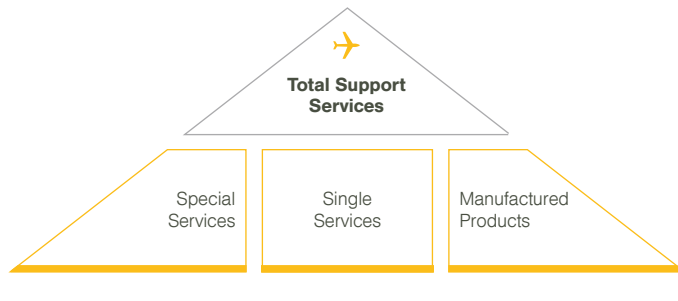 Total Support
Services
Special
Services
Single
Services
Manufactured
Products